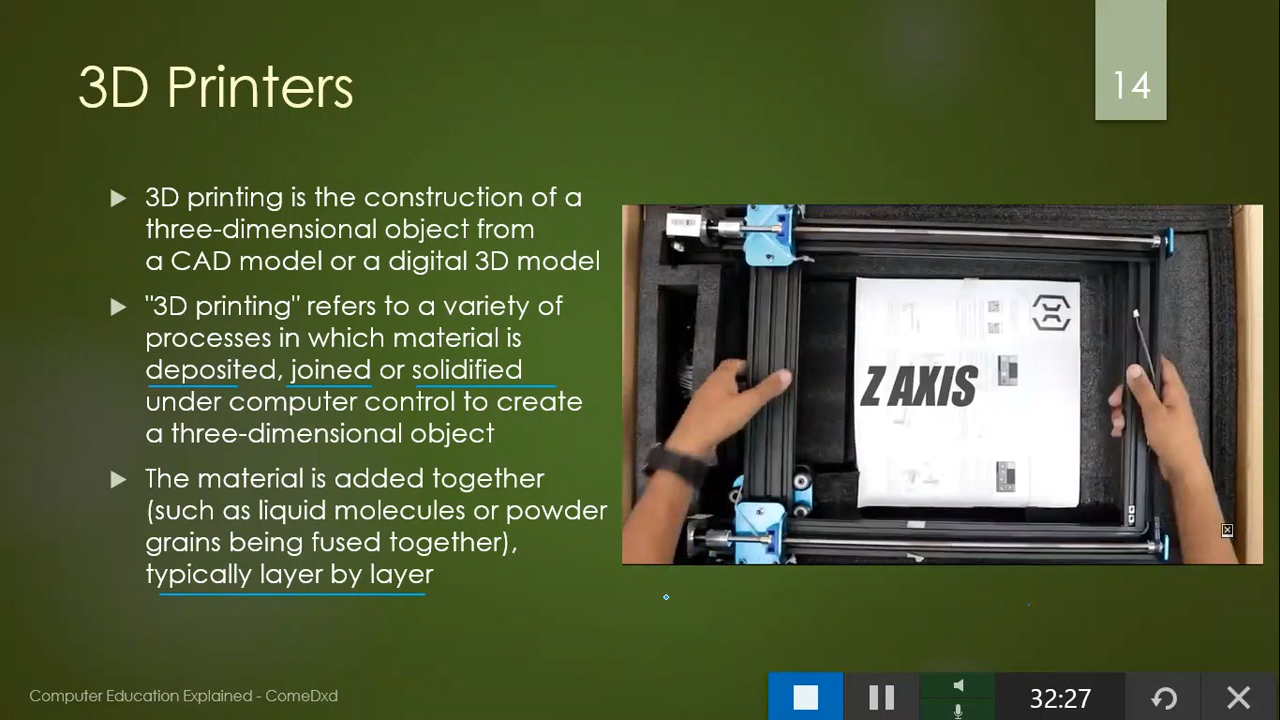 3D Printers
14
3D printing is the construction of a
three-dimensional object from
a CAD model or a digital 3D model
"3D printing" refers to a variety of
processes in which material is
deposited, joined or solidified
under computer control to create
a three-dimensional object
The material is added together
(such as liquid molecules or powder
grains being fused together),
typically layer by layer
Z AXIS
Computer Education Explained - ComeDxd
32:27